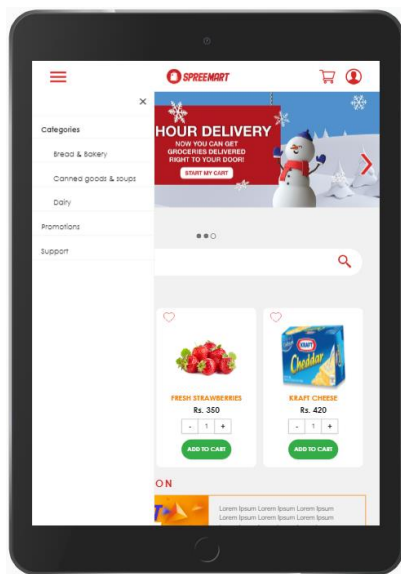 SPREEMART
×
Categories
Bread & Bakery
Canned goods & soups
Dairy
Promotions
Support
HOUR DELIVERY
NOW YOU CAN GET
GROCERIES DELIVERED
RIGHT TO YOUR DOOR!
START MY CART
FRESH STRAWBERRIES
Rs. 350
- 1 +
ADD TO CART
KRAFT
Cheddar
KRAFT CHEESE
Rs. 420
- 1 +
ADD TO CART
ON
Lorem Ipsum Lorem Ipsum Lorem Ipsum
Lorem Ipsum Lorem Ipsum Lorem Ipsum